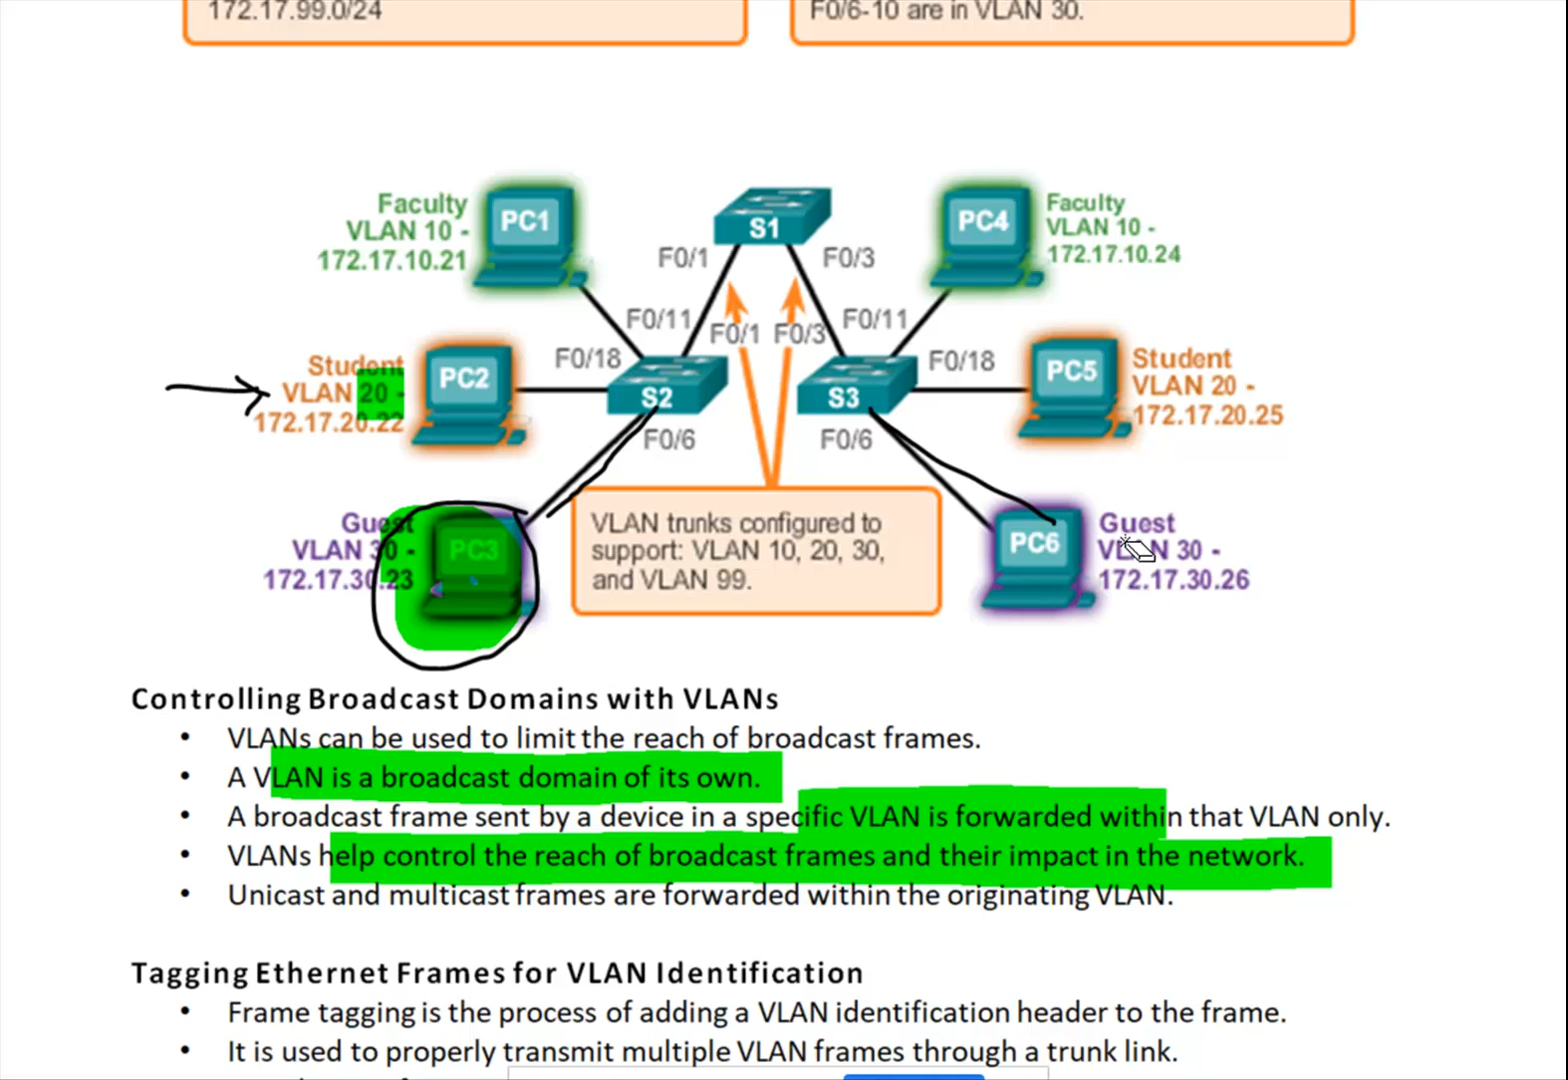 172.17.99.0/24
F0/6-10 are in VLAN 30.
Faculty
VLAN 10 -
172.17.10.21
PC1
S1
PC4
Faculty
VLAN 10 -
172.17.10.24
F0/1
F0/3
F0/11
F0/1
F0/3
F0/11
Student
VLAN 20 -
172.17.20.22
PC2
F0/18
S2
S3
F0/18
PC5
Student
VLAN 20 -
172.17.20.25
F0/6
F0/6
Guest
VLAN 30 -
172.17.30.23
PC3
VLAN trunks configured to
support: VLAN 10, 20, 30,
and VLAN 99.
PC6
Guest
VLAN 30 -
172.17.30.26
Controlling Broadcast Domains with VLANs
• VLANs can be used to limit the reach of broadcast frames.
• A VLAN is a broadcast domain of its own.
• A broadcast frame sent by a device in a specific VLAN is forwarded within that VLAN only.
• VLANs help control the reach of broadcast frames and their impact in the network.
• Unicast and multicast frames are forwarded within the originating VLAN.
Tagging Ethernet Frames for VLAN Identification
• Frame tagging is the process of adding a VLAN identification header to the frame.
• It is used to properly transmit multiple VLAN frames through a trunk link.